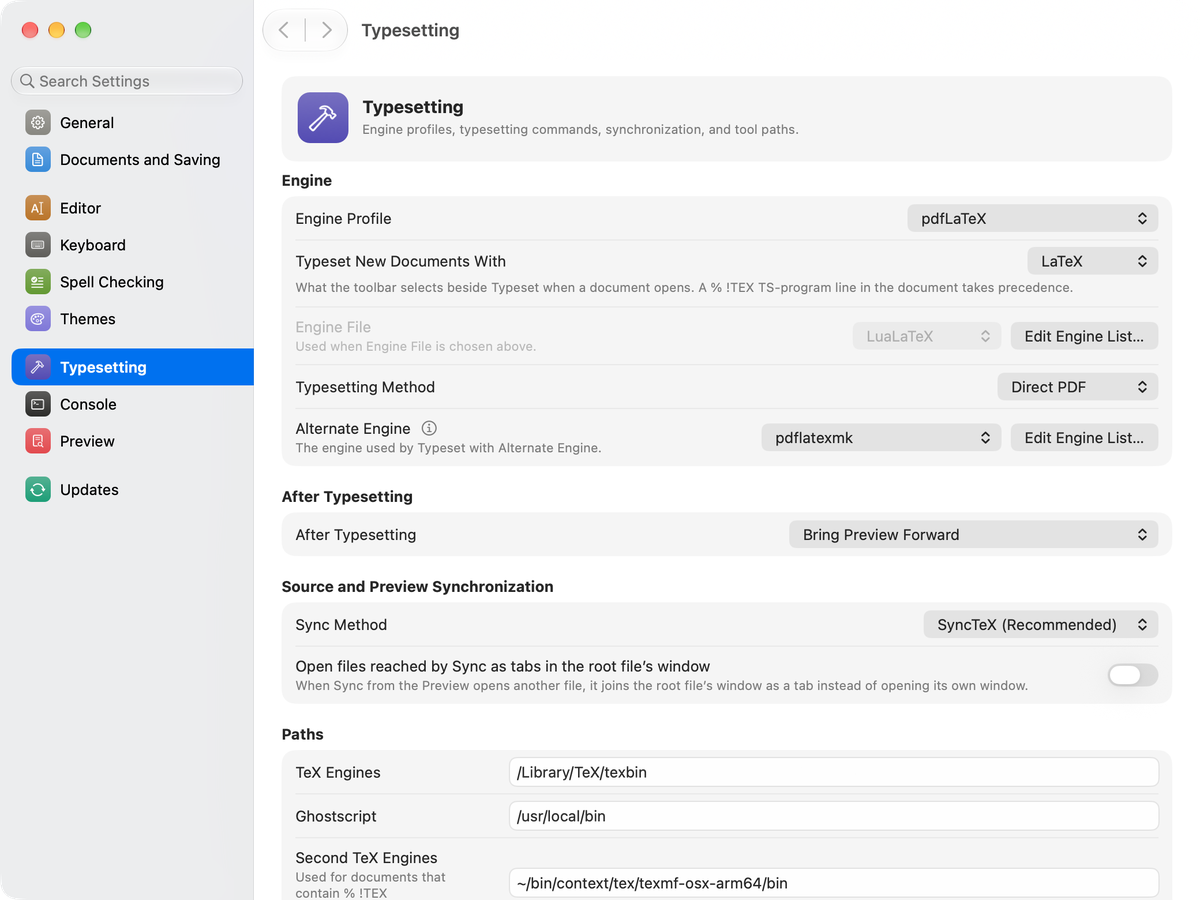 Typesetting
Search Settings
General
Documents and Saving
Editor
Keyboard
Spell Checking
Themes
Typesetting
Console
Preview
Updates
Typesetting
Engine profiles, typesetting commands, synchronization, and tool paths.
Engine
Engine Profile
pdfLaTeX
Typeset New Documents With
LaTeX
What the toolbar selects beside Typeset when a document opens. A % !TEX TS-program line in the document takes precedence.
Engine File
Used when Engine File is chosen above.
LuaLaTeX
Edit Engine List...
Typesetting Method
Direct PDF
Alternate Engine
The engine used by Typeset with Alternate Engine.
pdflatexmk
Edit Engine List...
After Typesetting
After Typesetting
Bring Preview Forward
Source and Preview Synchronization
Sync Method
SyncTeX (Recommended)
Open files reached by Sync as tabs in the root file’s window
When Sync from the Preview opens another file, it joins the root file’s window as a tab instead of opening its own window.
Paths
TeX Engines
/Library/TeX/texbin
Ghostscript
/usr/local/bin
Second TeX Engines
Used for documents that
contain % !TEX
~/bin/context/tex/texmf-osx-arm64/bin